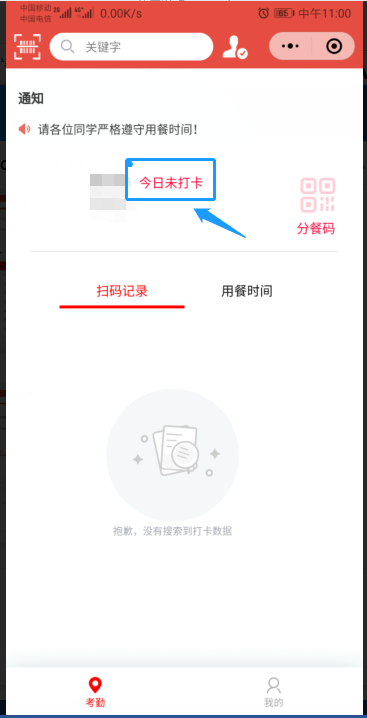 中国移动 2G 4G 0.00K/s 65 中午11:00
中国电信
关键字
通知
请各位同学严格遵守用餐时间!
今日未打卡
分餐码
扫码记录 用餐时间
抱歉，没有搜索到打卡数据
考勤 我的